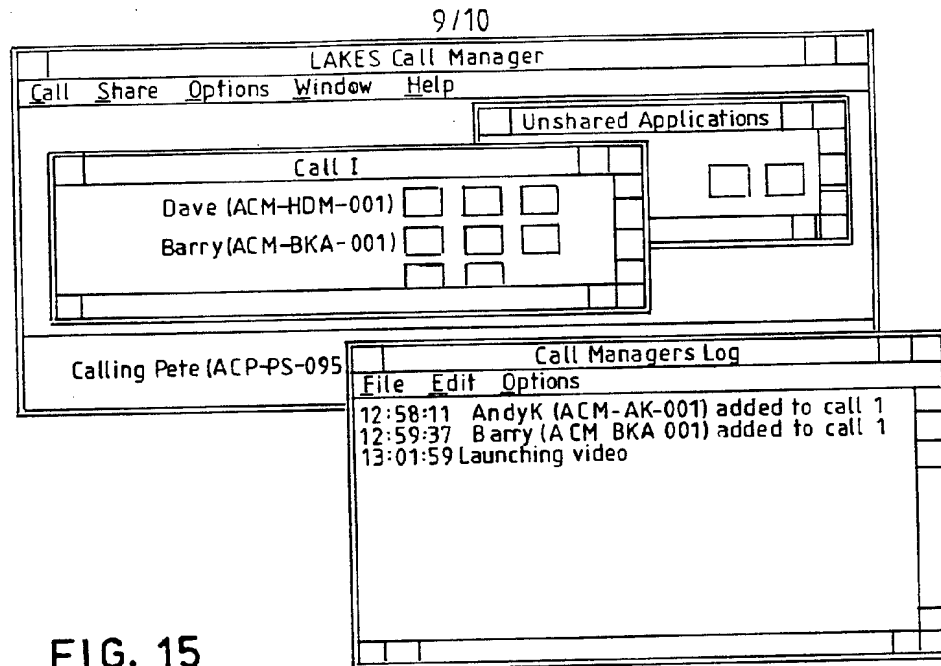 9/10
LAKES Call Manager
Call Share Options Window Help
Unshared Applications
Call I
Dave (ACM-HDM-001)
Barry(ACM-BKA-001)
Calling Pete (ACP-PS-095
Call Managers Log
File Edit Options
12:58:11 AndyK (ACM-AK-001) added to call 1
12:59:37 Barry (ACM BKA 001) added to call 1
13:01:59 Launching video
FIG. 15